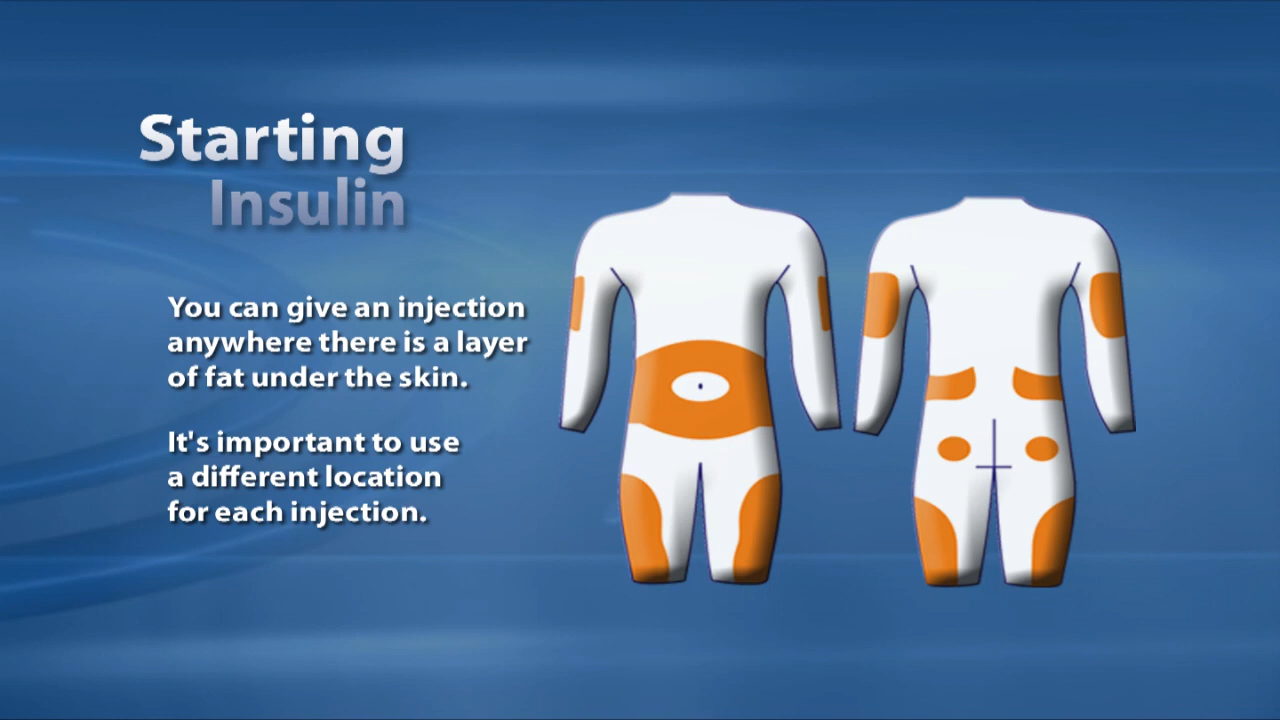 Starting
Insulin
You can give an injection
anywhere there is a layer
of fat under the skin.
It's important to use
a different location
for each injection.